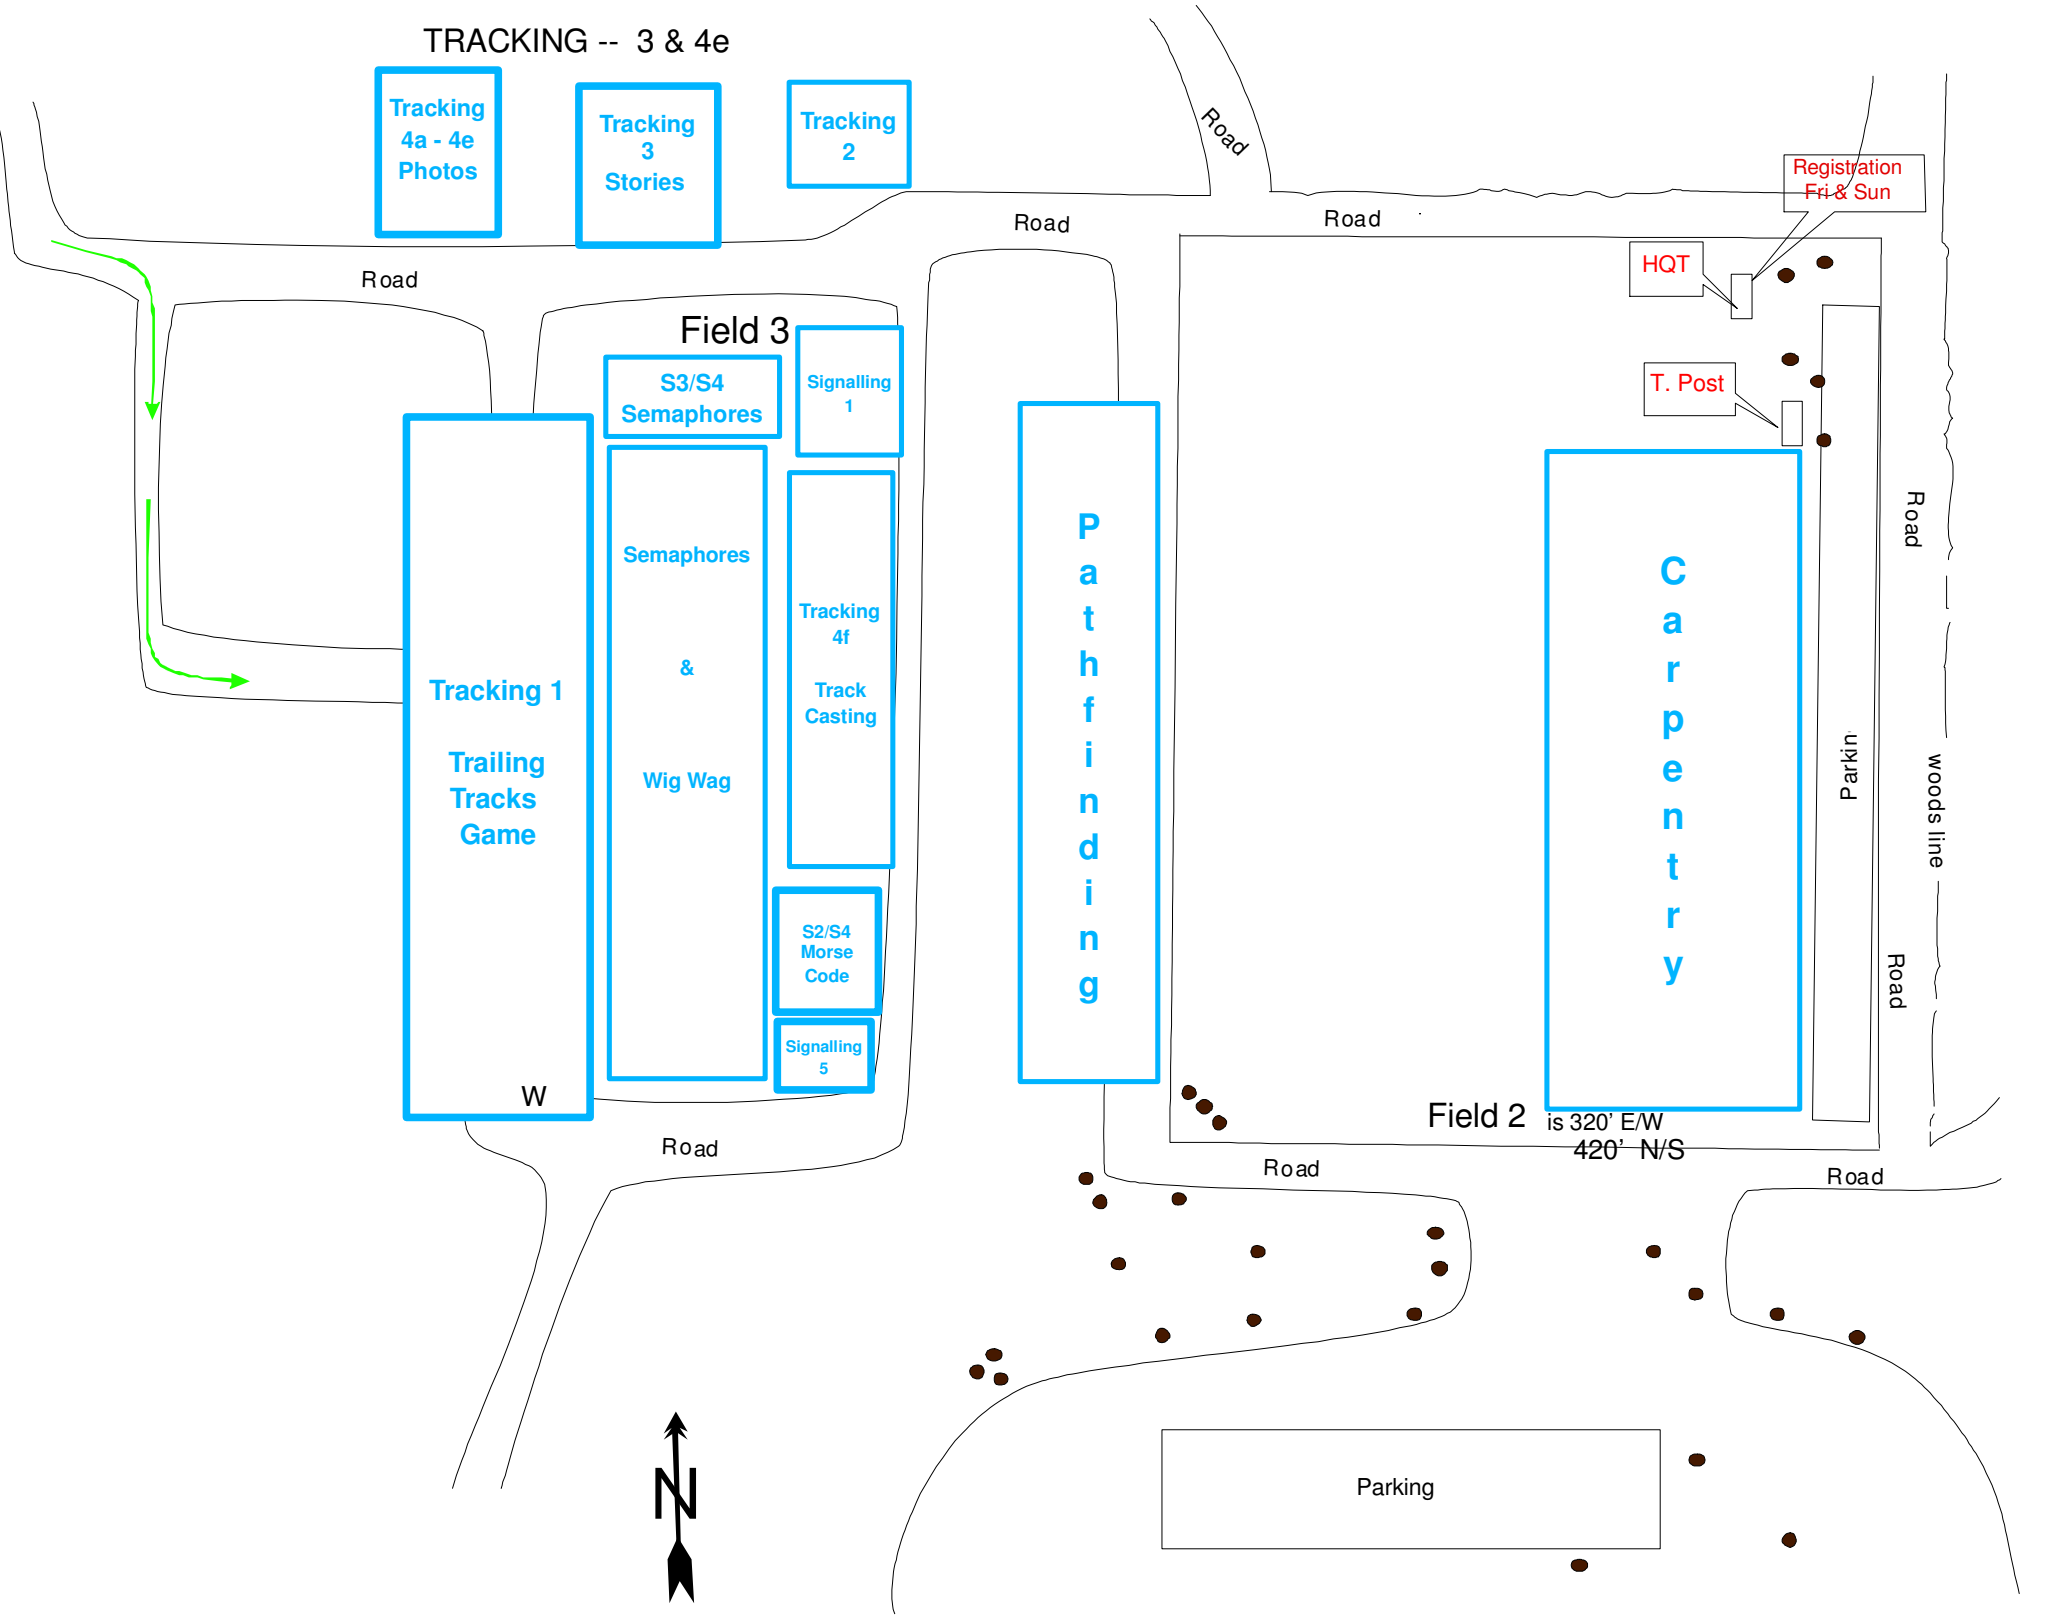 TRACKING -- 3 & 4e
Tracking
4a - 4e
Photos
Tracking
3
Stories
Tracking
2
Road
Road
Road
Road
Registration
Fri & Sun
HQT
T. Post
Field 3
S3/S4
Semaphores
Signalling
1
Semaphores
&
Wig Wag
Tracking
4f
Track
Casting
Tracking 1
Trailing
Tracks
Game
W
S2/S4
Morse
Code
Signalling
5
Pathfinding
Carpentry
Parkin
Road
Road
woods line
Field 2
is 320' E/W
420' N/S
Road
Road
Road
N
Parking